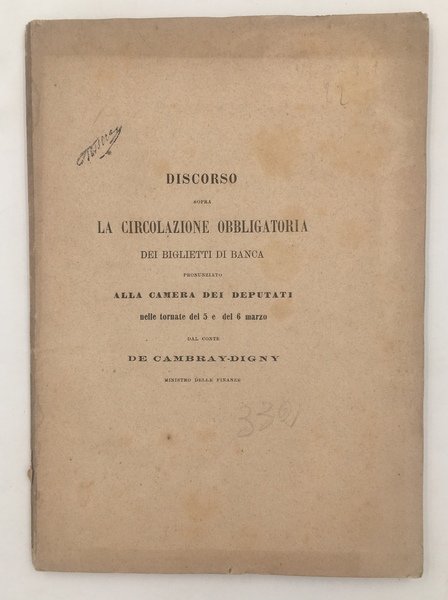 12
DISCORSO
SOPRA
LA CIRCOLAZIONE OBBLIGATORIA
DEI BIGLIETTI DI BANCA
PRONUNZIATO
ALLA CAMERA DEI DEPUTATI
nelle tornate del 5 e del 6 marzo
DAL CONTE
DE CAMBRAY-DIGNY
MINISTRO DELLE FINANZE